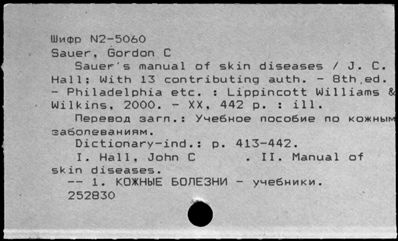 Шифр N2-5060
Sauer, Gordon C
Sauer's manual of skin diseases / J. C.
Hall; With 13 contributing auth. - 8th,ed.
- Philadelphia etc. : Lippincott Williams &
Wilkins, 2000. - XX, 442 p. : ill.
Перевод загл.: Учебное пособие по кожным
заболеваниям.
Dictionary-ind.: p. 413-442.
I. Hall, John C . II. Manual of
skin diseases.
-- 1. КОЖНЫЕ БОЛЕЗНИ - учебники.
252830